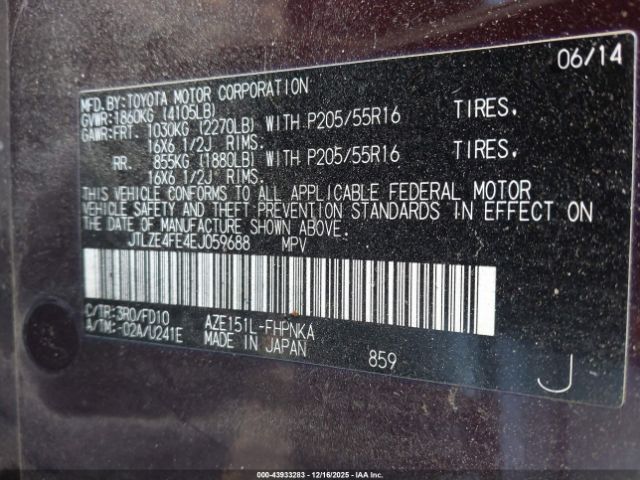 06/14
MFD.BY:TOYOTA MOTOR CORPORATION
GVWR:1860KG (4105LB)
GAWR:FRT. 1030KG (2270LB) WITH P205/55R16 TIRES,
16X6 1/2J RIMS.
RR. 855KG (1880LB) WITH P205/55R16 TIRES,
16X6 1/2J RIMS.
THIS VEHICLE CONFORMS TO ALL APPLICABLE FEDERAL MOTOR
VEHICLE SAFETY AND THEFT PREVENTION STANDARDS IN EFFECT ON
THE DATE OF MANUFACTURE SHOWN ABOVE.
JTLZE4FE4EJ059688 MPV
C/TR:3R0/FD10 AZE151L-FHPNKA
A/TM:-02A/U241E MADE IN JAPAN
859
J
000-43933283 - 12/16/2025 - IAA, Inc.